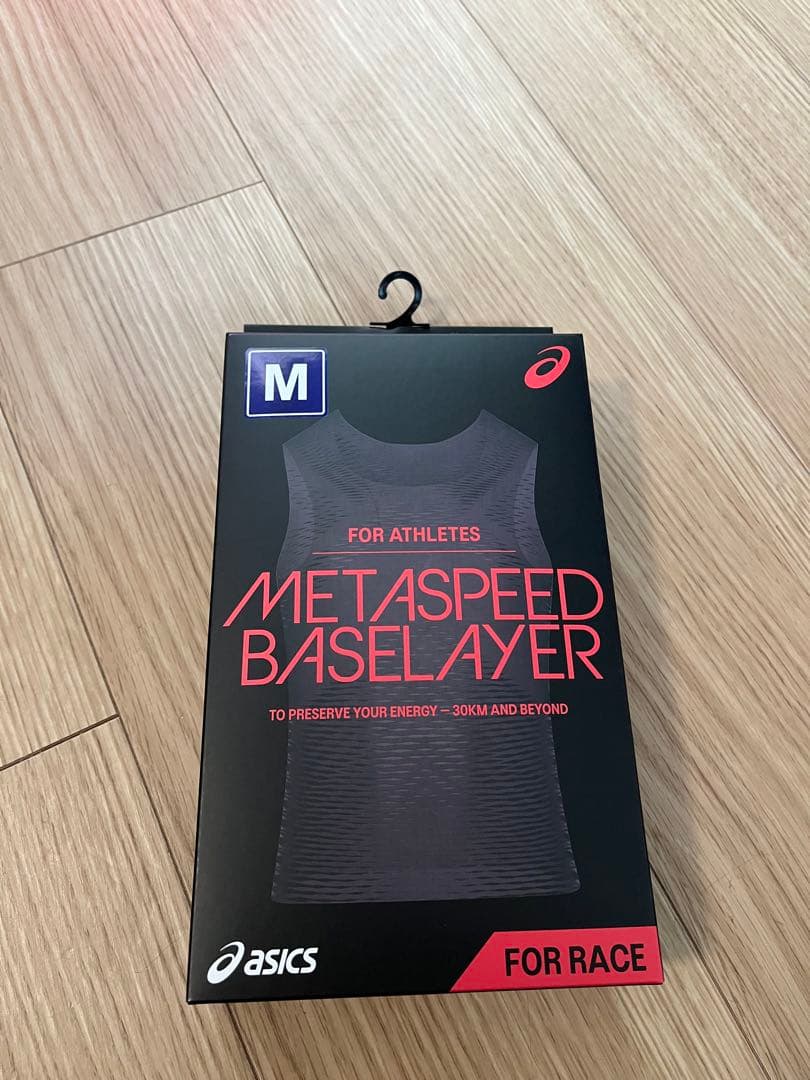 M
FOR ATHLETES
METASPEED
BASELAYER
TO PRESERVE YOUR ENERGY – 30KM AND BEYOND
asics
FOR RACE